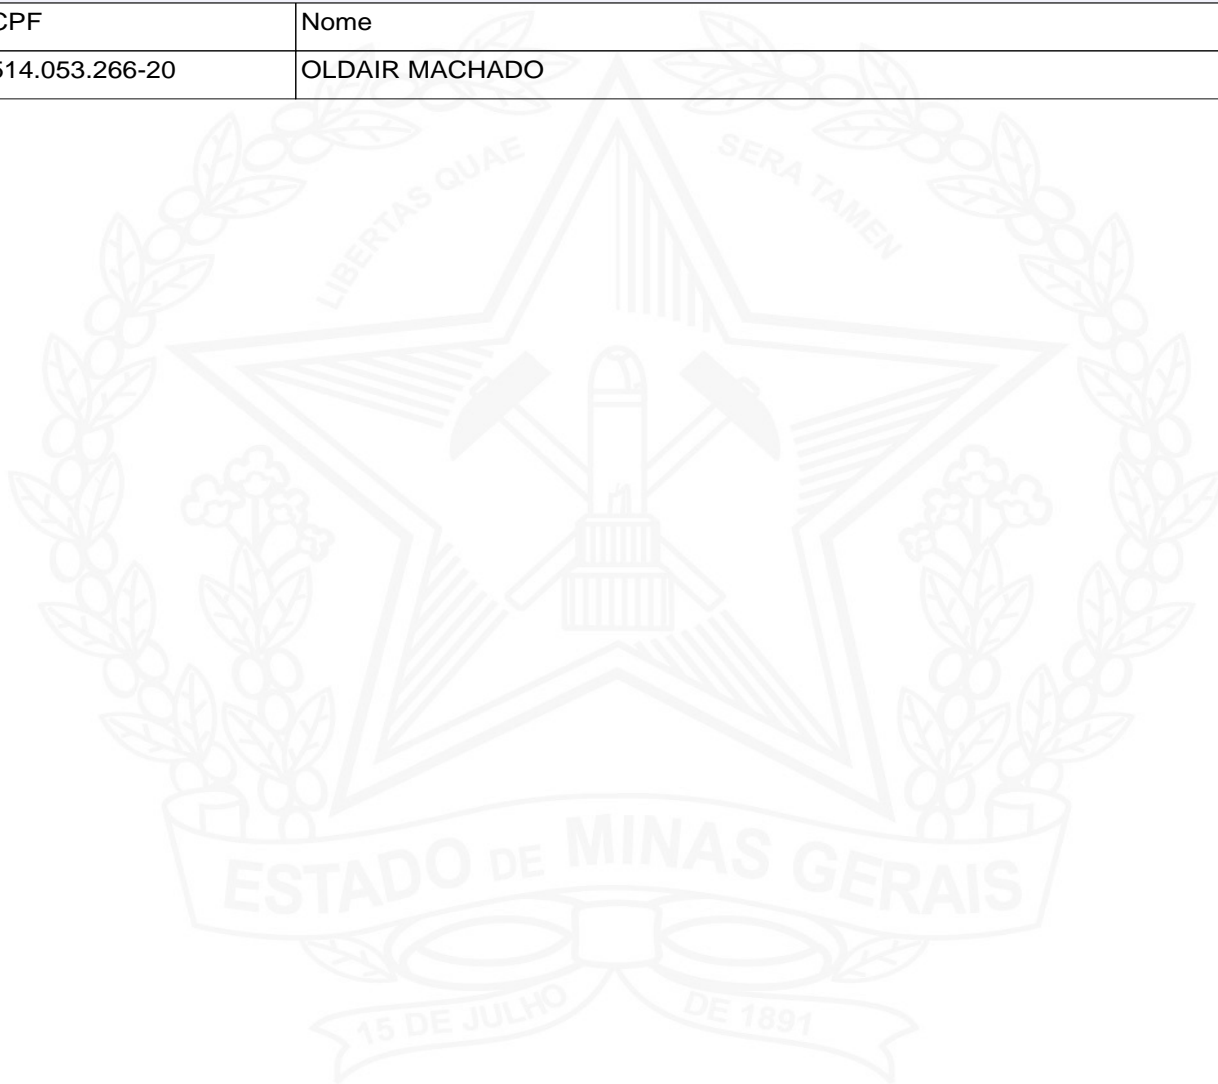 CPF Nome
514.053.266-20 OLDAIR MACHADO
LIBERTAS QUAE SERA TAMEN
ESTADO DE MINAS GERAIS
15 DE JULHO DE 1891